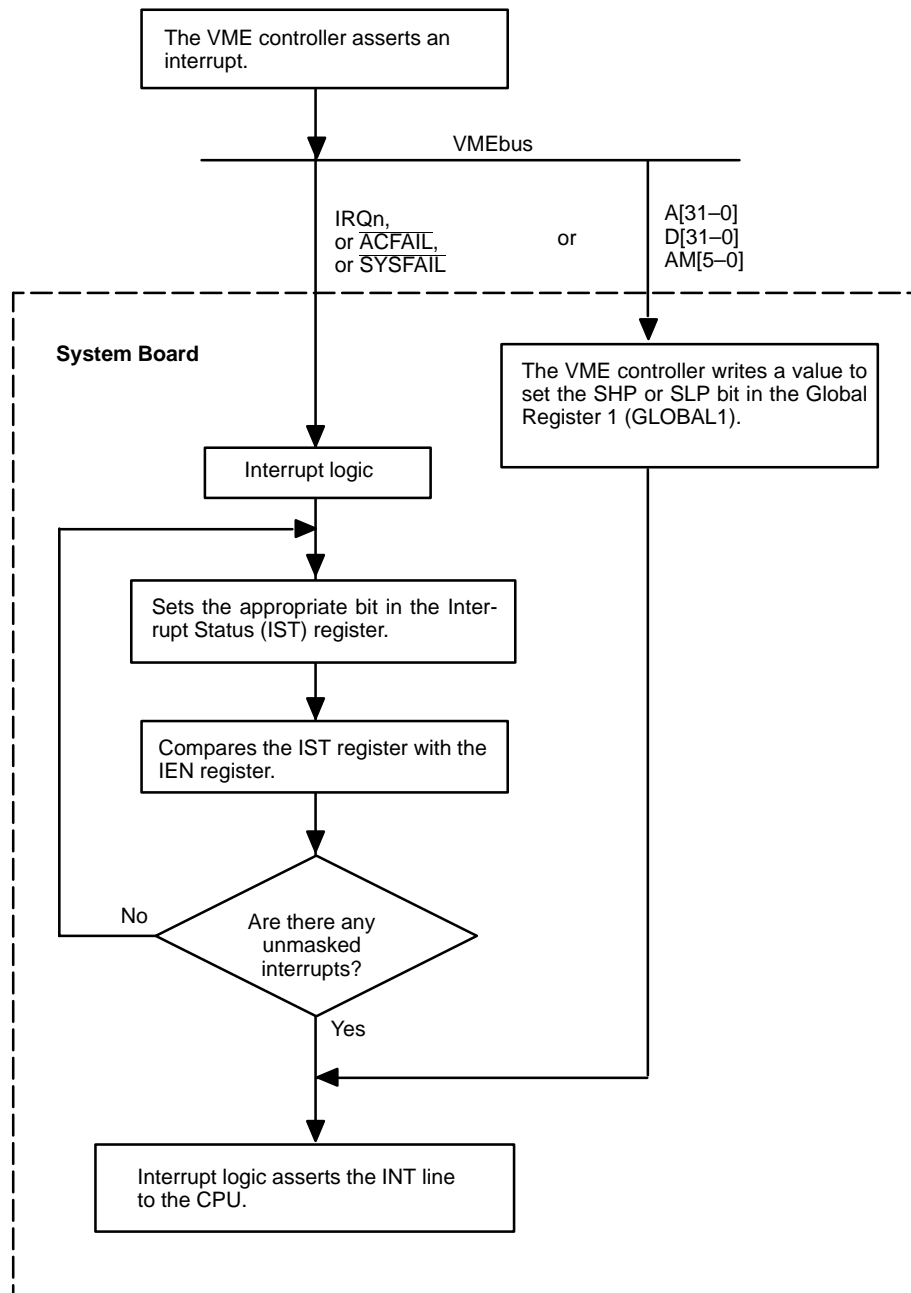 The VME controller asserts an
interrupt.
VMEbus
IRQn,
or ACFAIL,
or SYSFAIL
or
A[31–0]
D[31–0]
AM[5–0]
System Board
The VME controller writes a value to
set the SHP or SLP bit in the Global
Register 1 (GLOBAL1).
Interrupt logic
Sets the appropriate bit in the Inter-
rupt Status (IST) register.
Compares the IST register with the
IEN register.
No
Are there any
unmasked
interrupts?
Yes
Interrupt logic asserts the INT line
to the CPU.